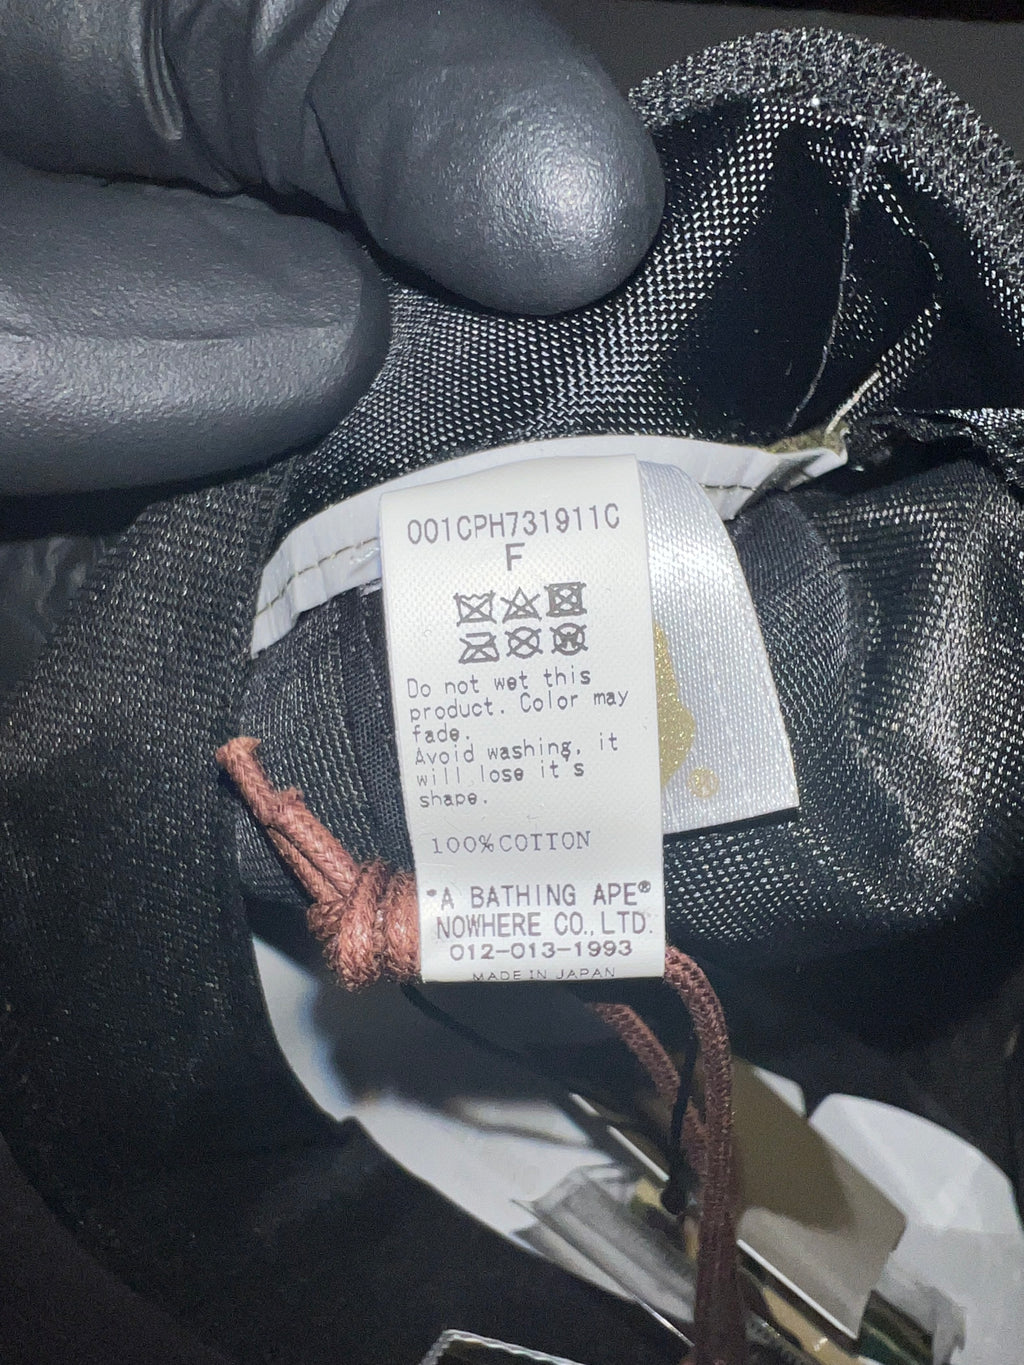 001CPH731911C
F
Do not wet this
product. Color may
fade.
Avoid washing, it
will lose it's
shape.
100%COTTON
"A BATHING APE®
NOWHERE CO.,LTD.
012-013-1993
MADE IN JAPAN